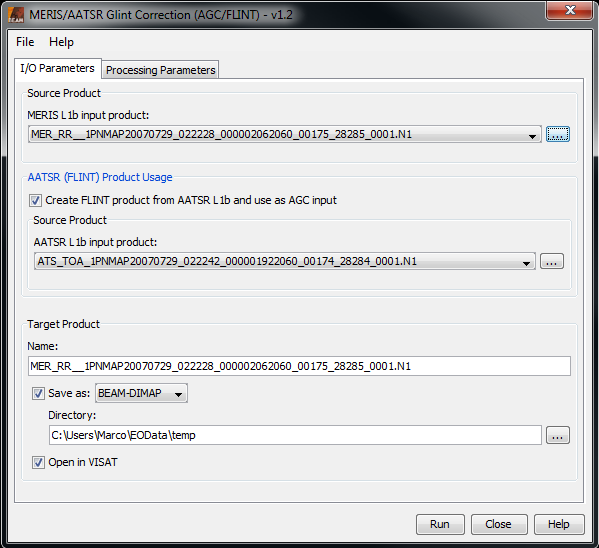 BEAM MERIS/AATSR Glint Correction (AGC/FLINT) - v1.2
File Help
I/O Parameters Processing Parameters
Source Product
MERIS L1b input product:
MER_RR__1PNMAP20070729_022228_000002062060_00175_28285_0001.N1 ...
AATSR (FLINT) Product Usage
Create FLINT product from AATSR L1b and use as AGC input
Source Product
AATSR L1b input product:
ATS_TOA_1PNMAP20070729_022242_000001922060_00174_28284_0001.N1 ...
Target Product
Name:
MER_RR__1PNMAP20070729_022228_000002062060_00175_28285_0001.N1
Save as: BEAM-DIMAP
Directory:
C:\Users\Marco\EOData\temp ...
Open in VISAT
Run Close Help